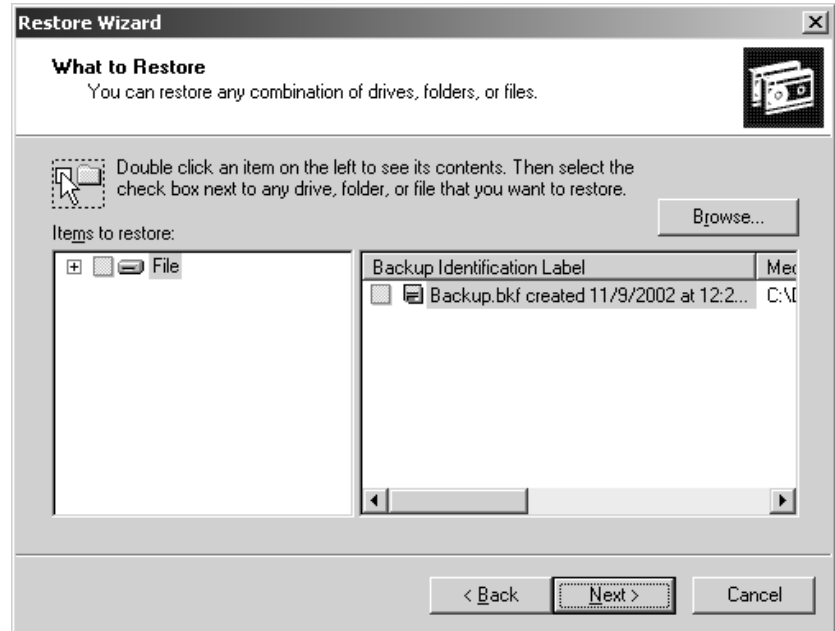 Restore Wizard
What to Restore
You can restore any combination of drives, folders, or files.
Double click an item on the left to see its contents. Then select the
check box next to any drive, folder, or file that you want to restore.
Browse...
Items to restore:
File
Backup Identification Label
Med
Backup.bkf created 11/9/2002 at 12:2...
C:\D
< Back
Next >
Cancel